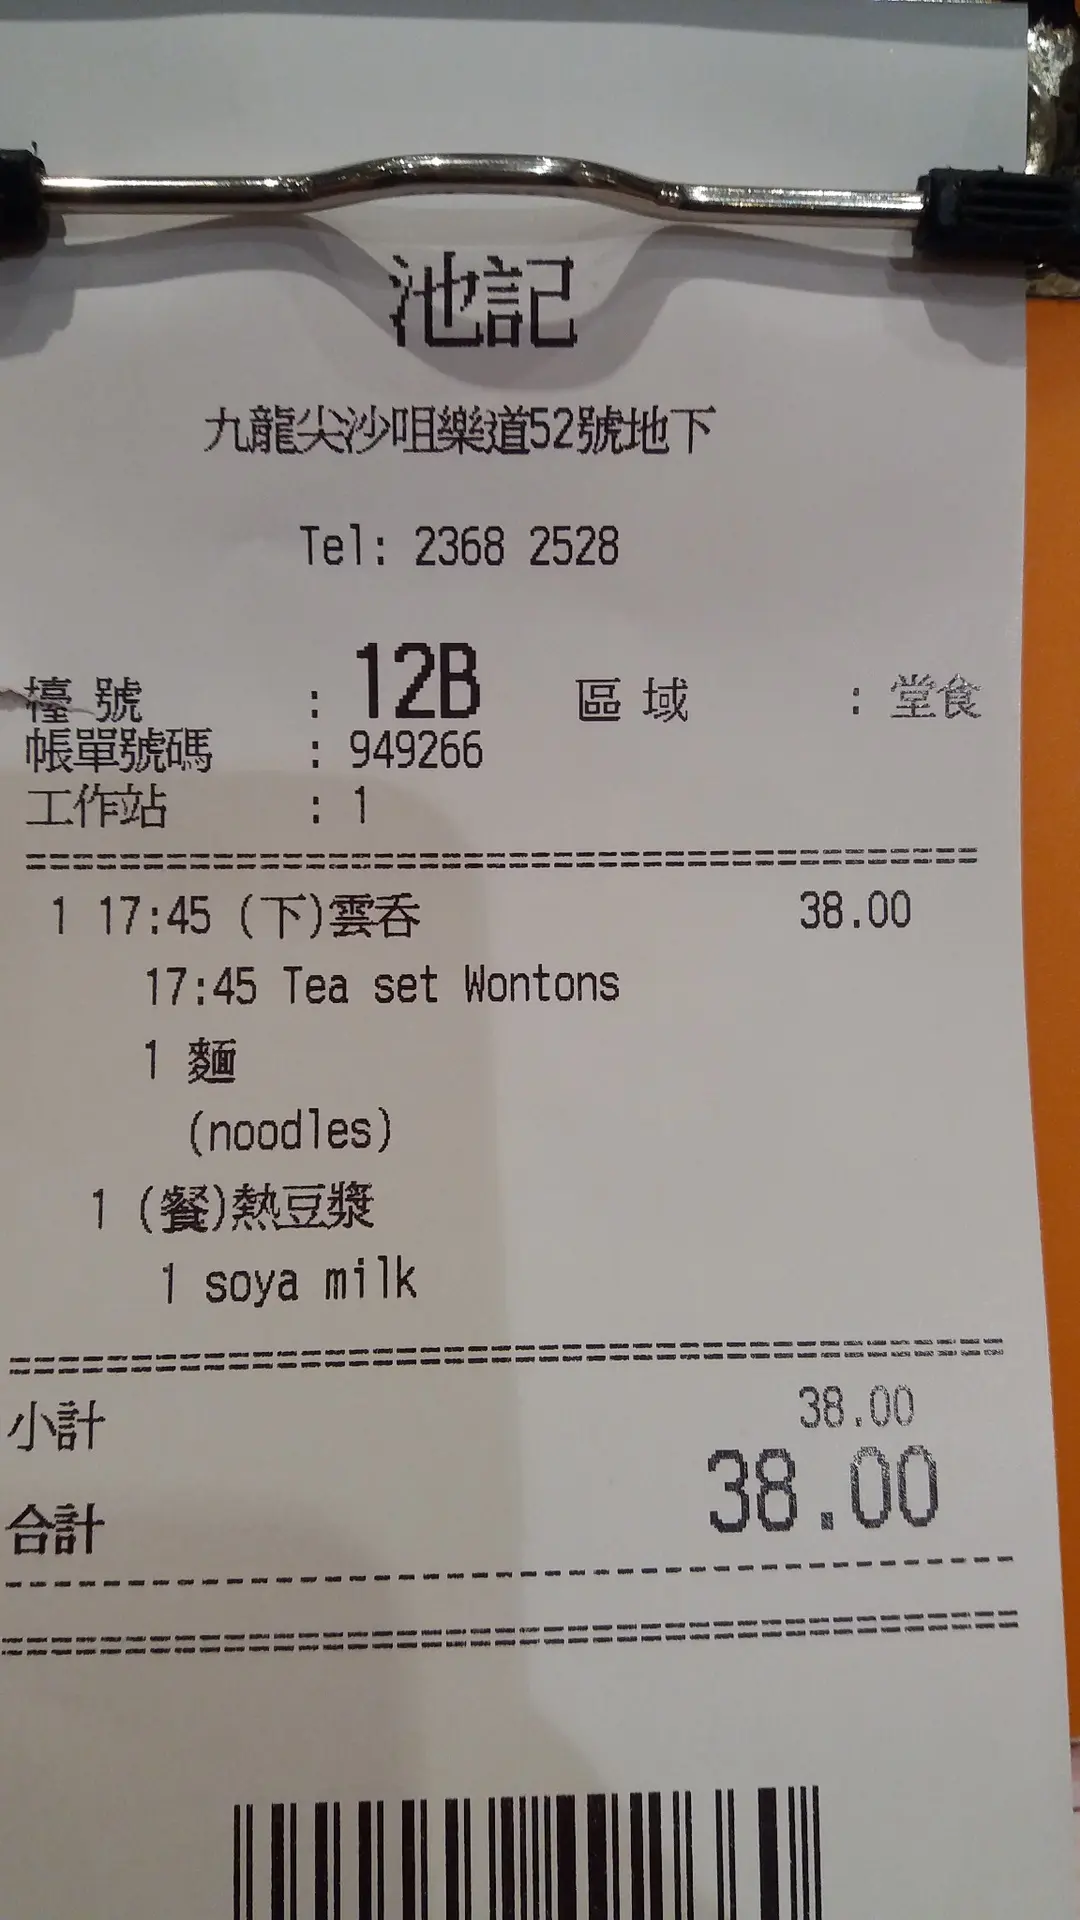 池記
九龍尖沙咀樂道52號地下
Tel: 2368 2528
檯 號 : 12B 區 域 : 堂食
帳單號碼 : 949266
工作站 : 1
1 17:45 (下)雲呑 38.00
17:45 Tea set Wontons
1 麵
(noodles)
1 (餐)熱豆漿
1 soya milk
小計 38.00
合計 38.00